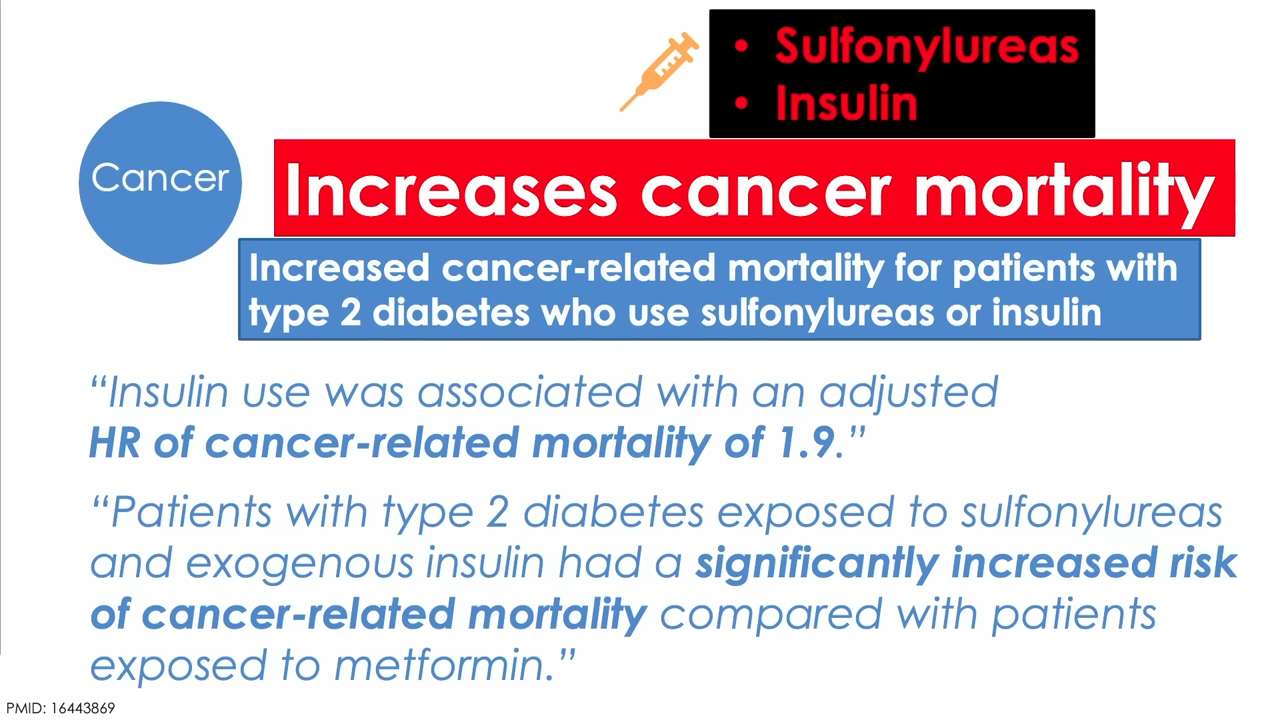 • Sulfonylureas
• Insulin
Cancer
Increases cancer mortality
Increased cancer-related mortality for patients with
type 2 diabetes who use sulfonylureas or insulin
“Insulin use was associated with an adjusted
HR of cancer-related mortality of 1.9.”
“Patients with type 2 diabetes exposed to sulfonylureas
and exogenous insulin had a significantly increased risk
of cancer-related mortality compared with patients
exposed to metformin.”
PMID: 16443869